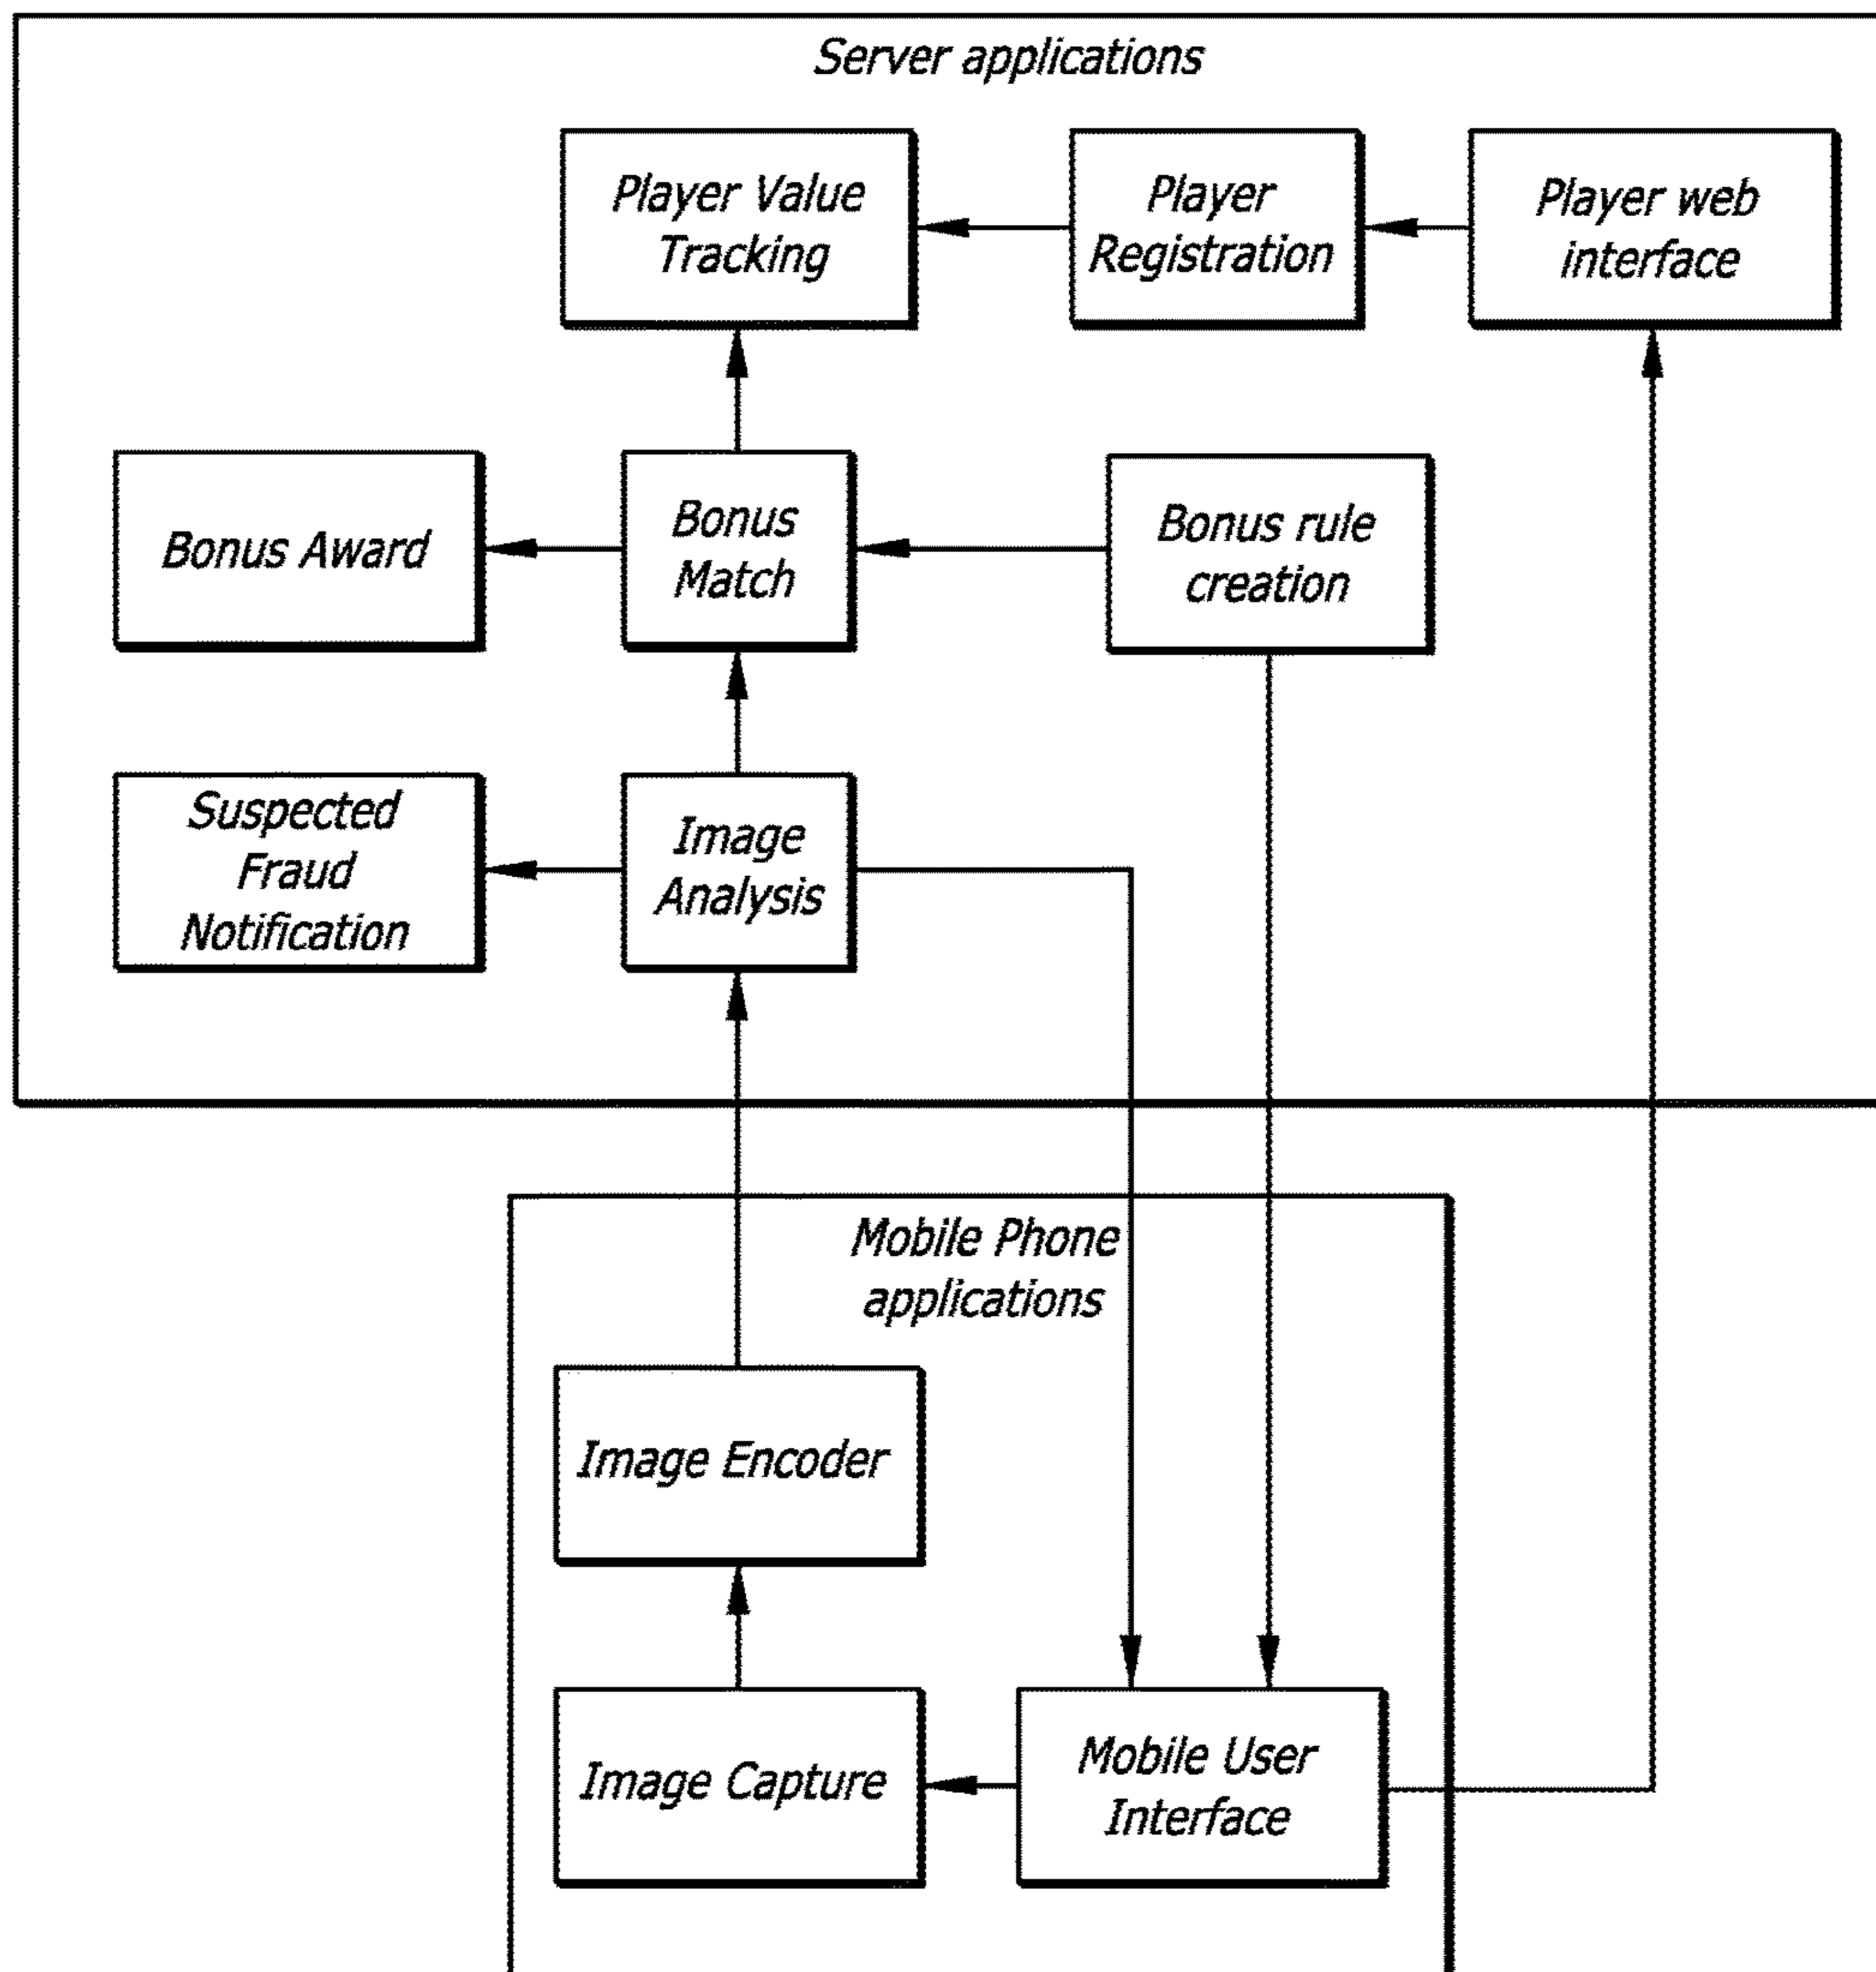 Server applications
Player Value
Tracking
Player
Registration
Player web
interface
Bonus Award
Bonus
Match
Bonus rule
creation
Suspected
Fraud
Notification
Image
Analysis
Mobile Phone
applications
Image Encoder
Image Capture
Mobile User
Interface